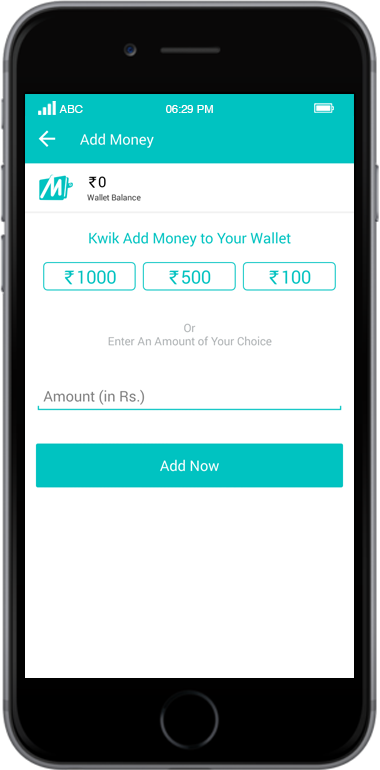 ABC 06:29 PM
Add Money
₹0
Wallet Balance
Kwik Add Money to Your Wallet
₹1000 ₹500 ₹100
Or
Enter An Amount of Your Choice
Amount (in Rs.)
Add Now